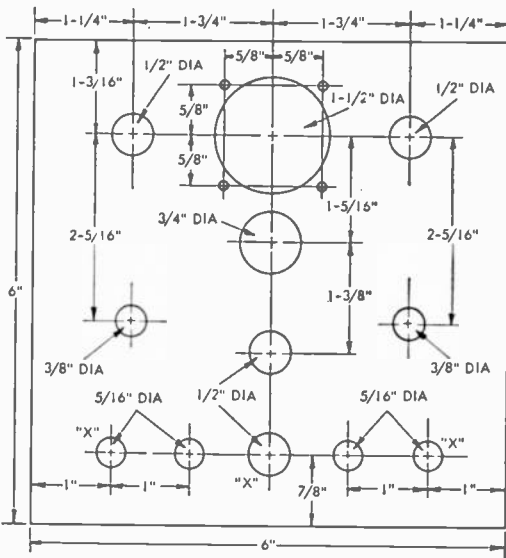 1-1/4" 1-3/4" 1-3/4" 1-1/4"
5/8" 5/8"
1-3/16"
1/2" DIA
1-1/2" DIA
1/2" DIA
5/8"
5/8"
1-5/16"
3/4" DIA
2-5/16"
2-5/16"
6"
1-3/8"
3/8" DIA
3/8" DIA
5/16" DIA
1/2" DIA
5/16" DIA
"X"
"X"
"X"
1" 1"
7/8"
1" 1"
6"